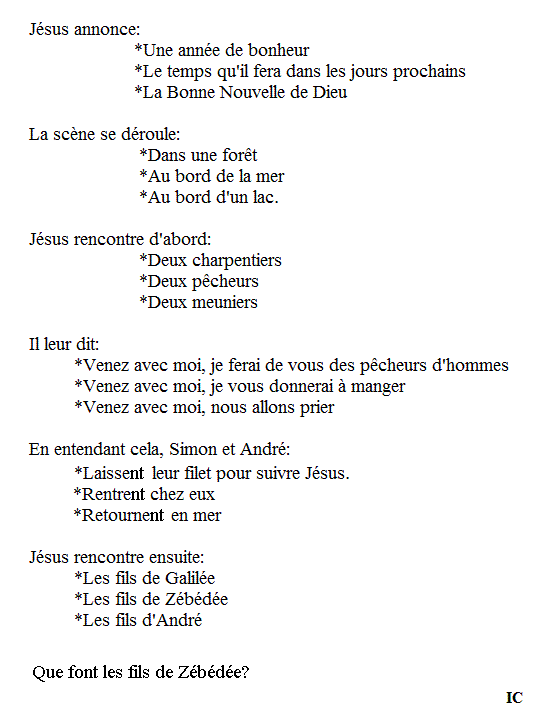 Jésus annonce:
*Une année de bonheur
*Le temps qu'il fera dans les jours prochains
*La Bonne Nouvelle de Dieu
La scène se déroule:
*Dans une forêt
*Au bord de la mer
*Au bord d'un lac.
Jésus rencontre d'abord:
*Deux charpentiers
*Deux pêcheurs
*Deux meuniers
Il leur dit:
*Venez avec moi, je ferai de vous des pêcheurs d'hommes
*Venez avec moi, je vous donnerai à manger
*Venez avec moi, nous allons prier
En entendant cela, Simon et André:
*Laissent leur filet pour suivre Jésus.
*Rentrent chez eux
*Retournent en mer
Jésus rencontre ensuite:
*Les fils de Galilée
*Les fils de Zébédée
*Les fils d'André
Que font les fils de Zébédée?
IC